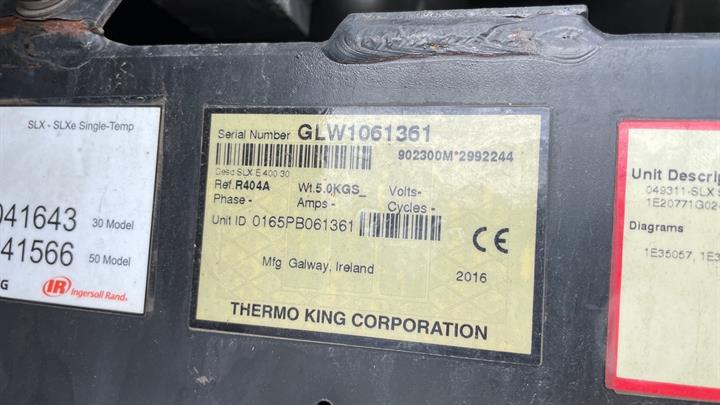 SLX - SLXe Single-Temp
041643 30 Model
41566 50 Model
G
IR Ingersoll Rand
Serial Number GLW1061361
902300M*2992244
Desc SLX E 400 30
Ref.R404A Wt.5.0KGS_ Volts-
Phase - Amps - Cycles -
Unit ID 0165PB061361
CE
Mfg Galway, Ireland 2016
THERMO KING CORPORATION
Unit Descrip
049311-SLX
1E20771G02-
Diagrams
1E35057, 1E3